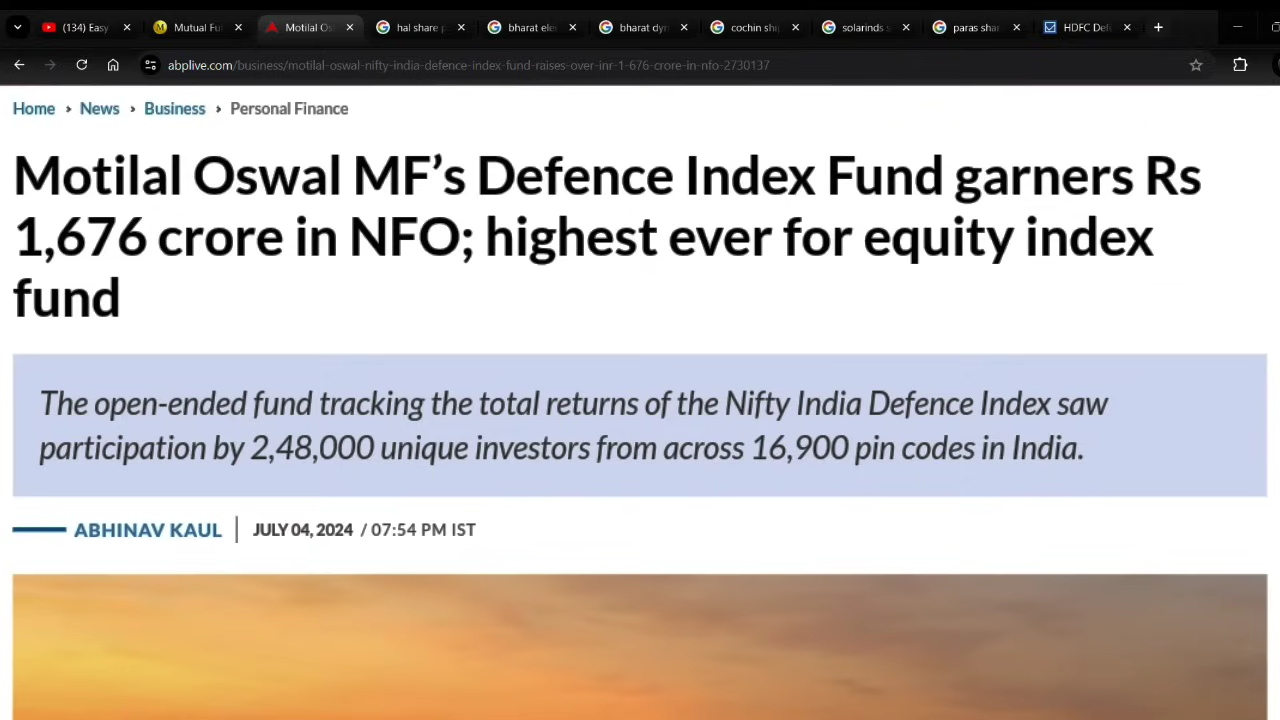 (134) Easy
Mutual Fu
Motilal Os
hal share p
bharat ele
bharat dyn
cochin ship
solarinds s
paras shar
HDFC Def
abplive.com/business/motilal-oswal-nifty-india-defence-index-fund-raises-over-inr-1-676-crore-in-nfo-2730137
Home › News › Business › Personal Finance
Motilal Oswal MF’s Defence Index Fund garners Rs
1,676 crore in NFO; highest ever for equity index
fund
The open-ended fund tracking the total returns of the Nifty India Defence Index saw
participation by 2,48,000 unique investors from across 16,900 pin codes in India.
ABHINAV KAUL | JULY 04, 2024 / 07:54 PM IST